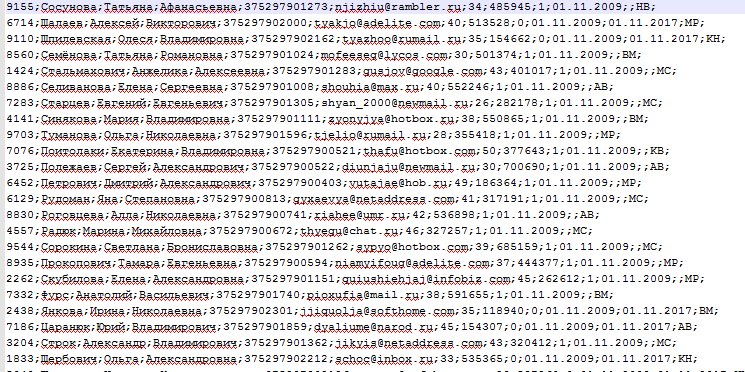 9155;Сосунова;Татьяна;Афанасьевна;375297901273;njizhiu@rambler.ru;34;485945;1;01.11.2009;;НВ;
6714;Шалаев;Алексей;Викторович;375297902000;tyakjo@adelite.com;40;513528;0;01.11.2009;01.11.2017;МР;
9110;Шпилевская;Олеся;Владимировна;375297902162;tyazhoo@rumail.ru;35;154662;0;01.11.2009;01.11.2017;КН;
8560;Семёнова;Татьяна;Романовна;375297901024;mofeeseg@lycos.com;30;501374;1;01.11.2009;;ВМ;
1424;Стальмахович;Анжелика;Алексеевна;375297901283;gusjov@google.com;43;401017;1;01.11.2009;;МС;
8886;Селиванова;Елена;Сергеевна;375297901008;shouhia@max.ru;40;552246;1;01.11.2009;;АВ;
7283;Старцев;Евгений;Евгеньевич;375297901305;shyan_2000@newmail.ru;26;282178;1;01.11.2009;;МС;
4141;Синякова;Мария;Владимировна;375297901111;zyonvjya@hotbox.ru;38;550865;1;01.11.2009;;ВМ;
9703;Туманова;Ольга;Николаевна;375297901596;tjelio@rumail.ru;28;355418;1;01.11.2009;;МР;
7076;Поитолаки;Екатерина;Владимировна;375297900521;thafu@hotbox.com;50;377643;1;01.11.2009;;КВ;
3725;Полежаев;Сергей;Александрович;375297900522;diunjaju@newmail.ru;30;700690;1;01.11.2009;;АВ;
6452;Петрович;Дмитрий;Александрович;375297900403;vutajae@hob.ru;49;186364;1;01.11.2009;;МР;
6129;Рудоман;Яна;Степановна;375297900813;gyxaevya@netaddress.com;41;317191;1;01.11.2009;;МС;
8830;Роговцева;Алла;Николаевна;375297900741;xiahee@umr.ru;42;536898;1;01.11.2009;;АВ;
4557;Радюк;Марина;Михайловна;375297900672;thyegu@chat.ru;46;327257;1;01.11.2009;;МС;
9544;Сорокина;Светлана;Брониславовна;375297901262;sypyo@hotbox.com;39;685159;1;01.11.2009;;МС;
8935;Прокопович;Тамара;Евгеньевна;375297900594;niamyifoug@adelite.com;37;444377;1;01.11.2009;;МР;
2262;Скубилова;Елена;Александровна;375297901151;quiushiehjaj@infobiz.com;45;262612;1;01.11.2009;;МР;
7332;Фурс;Анатолий;Васильевич;375297901740;pioxufia@mail.ru;38;591655;1;01.11.2009;;ВМ;
2438;Янкова;Ирина;Николаевна;375297902301;jjiguolja@softhome.com;35;118940;0;01.11.2009;01.11.2017;ВМ;
7186;Царанюк;Юрий;Владимирович;375297901859;dyaliume@narod.ru;45;154307;0;01.11.2009;01.11.2017;АВ;
3204;Строк;Александр;Владимирович;375297901362;jikvis@netaddress.com;43;320412;1;01.11.2009;;МС;
1833;Щербович;Ольга;Александровна;375297902212;schoc@inbox.ru;33;535365;0;01.11.2009;01.11.2017;КН;